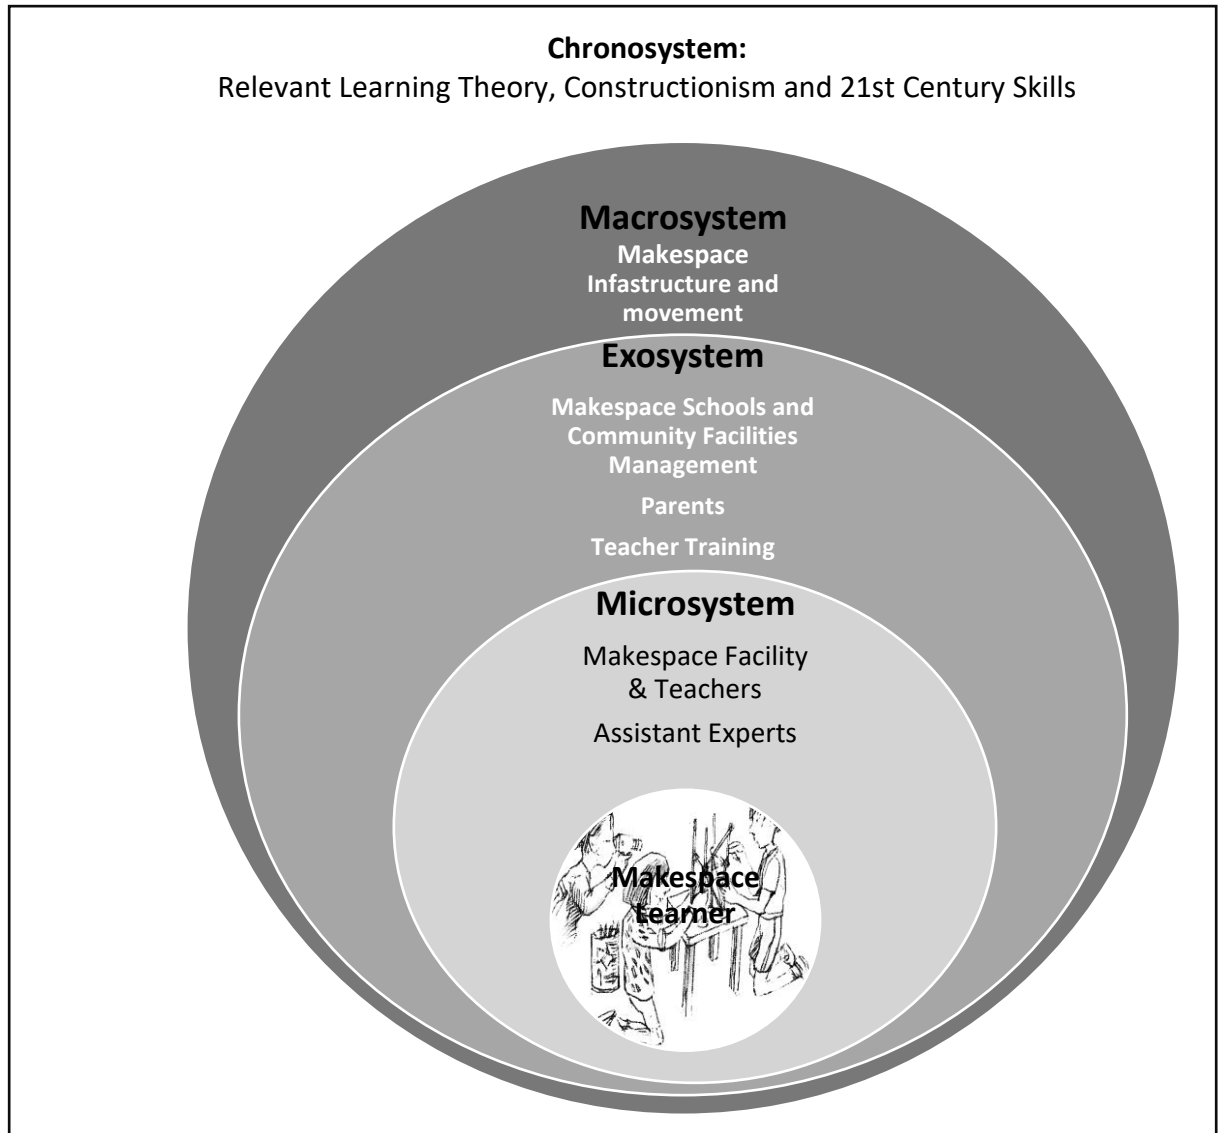 Chronosystem:
Relevant Learning Theory, Constructionism and 21st Century Skills
Macrosystem
Makespace
Infastructure and
movement
Exosystem
Makespace Schools and
Community Facilities
Management
Parents
Teacher Training
Microsystem
Makespace Facility
& Teachers
Assistant Experts
Makespace
Learner